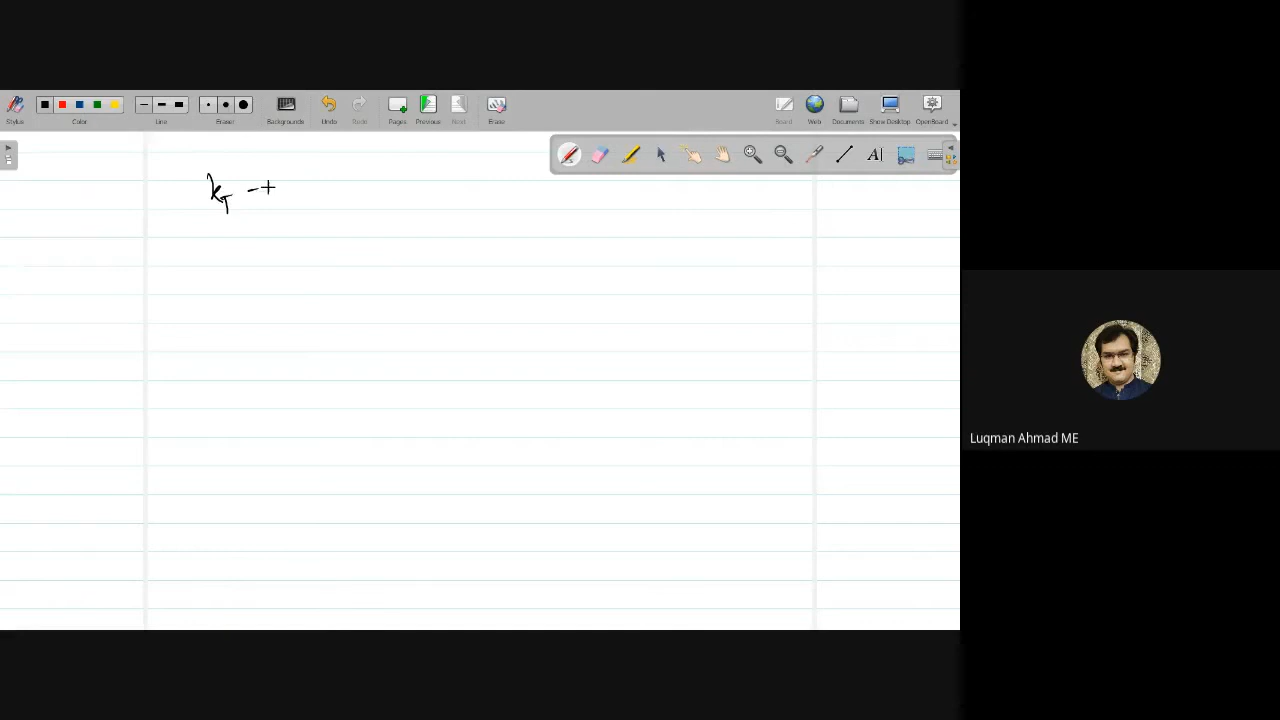 Stylus Color Line Eraser Backgrounds Undo Redo Pages Previous Next Erase Board Web Documents Show Desktop OpenBoard
k_T -
Luqman Ahmad ME